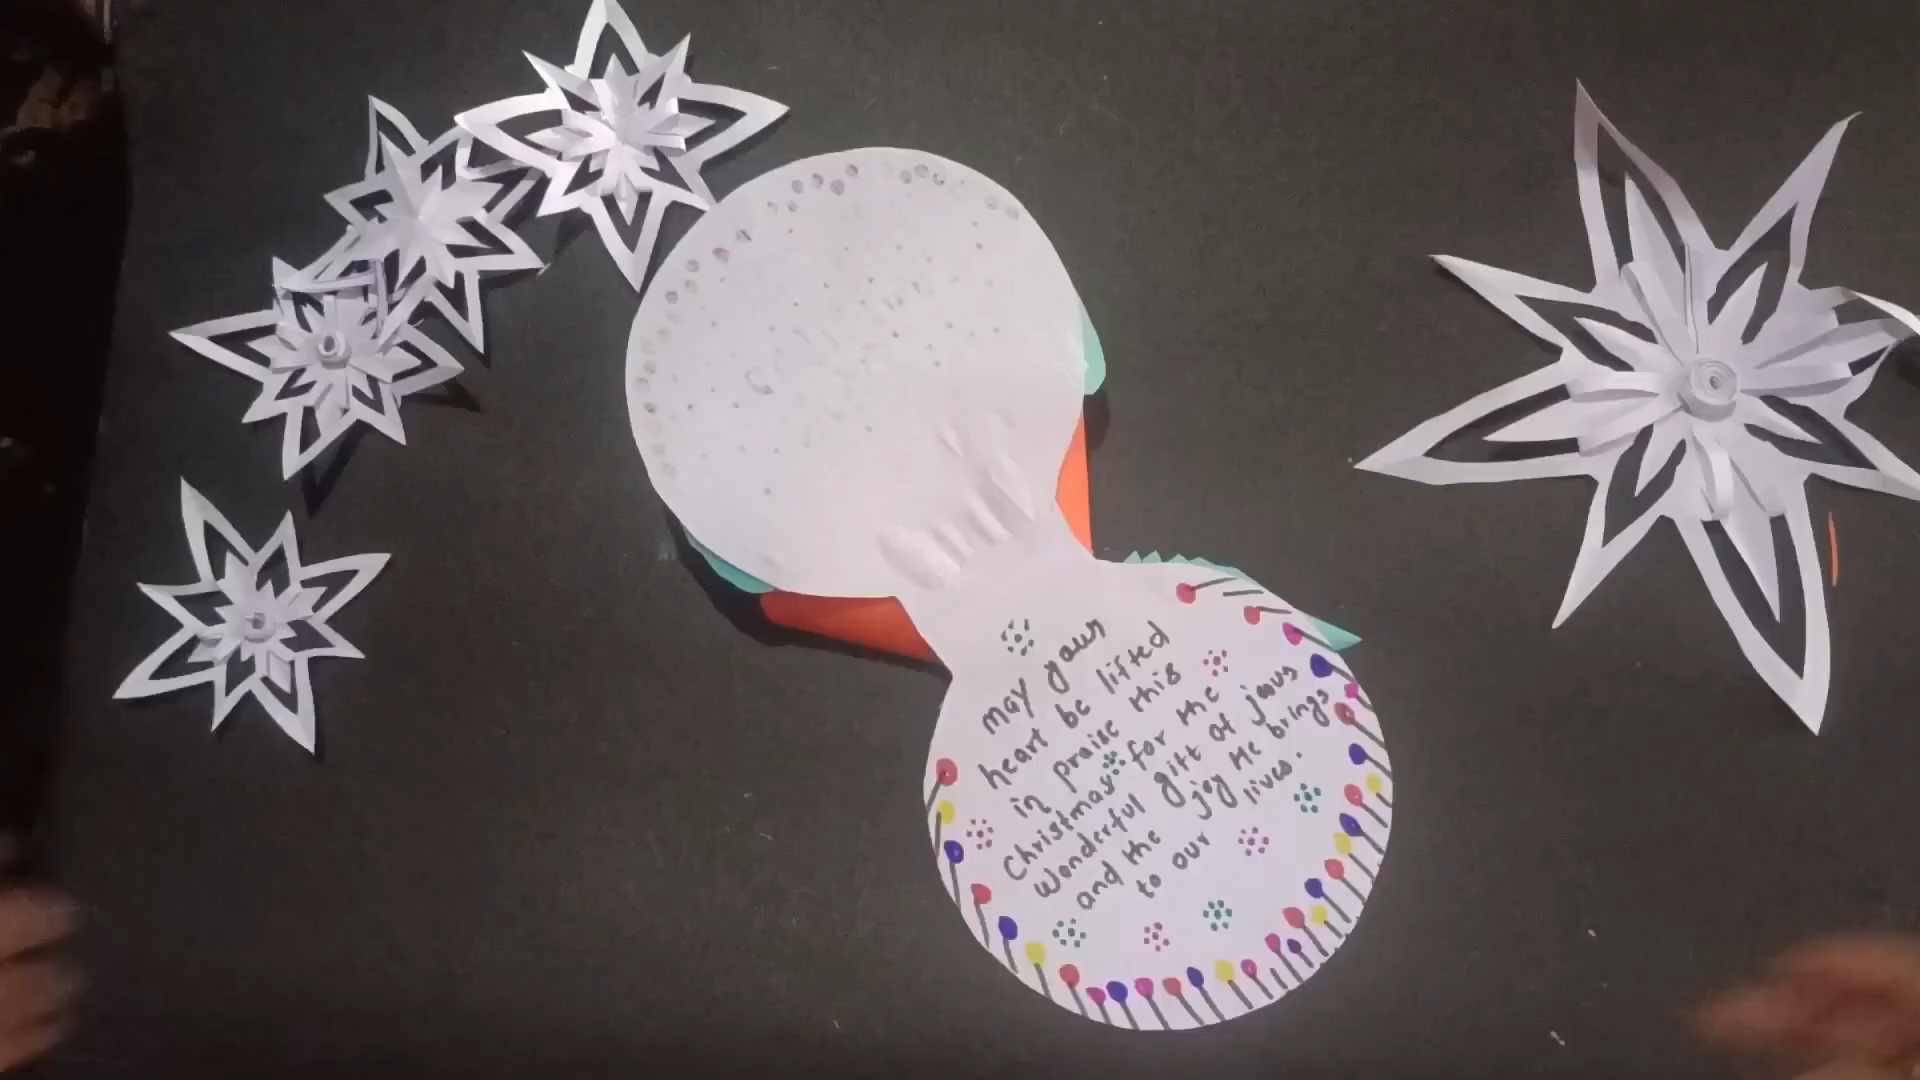 may your
heart be lifted
in praise this
Christmas for the
Wonderful gift of jesus
and the joy He brings
to our lives.